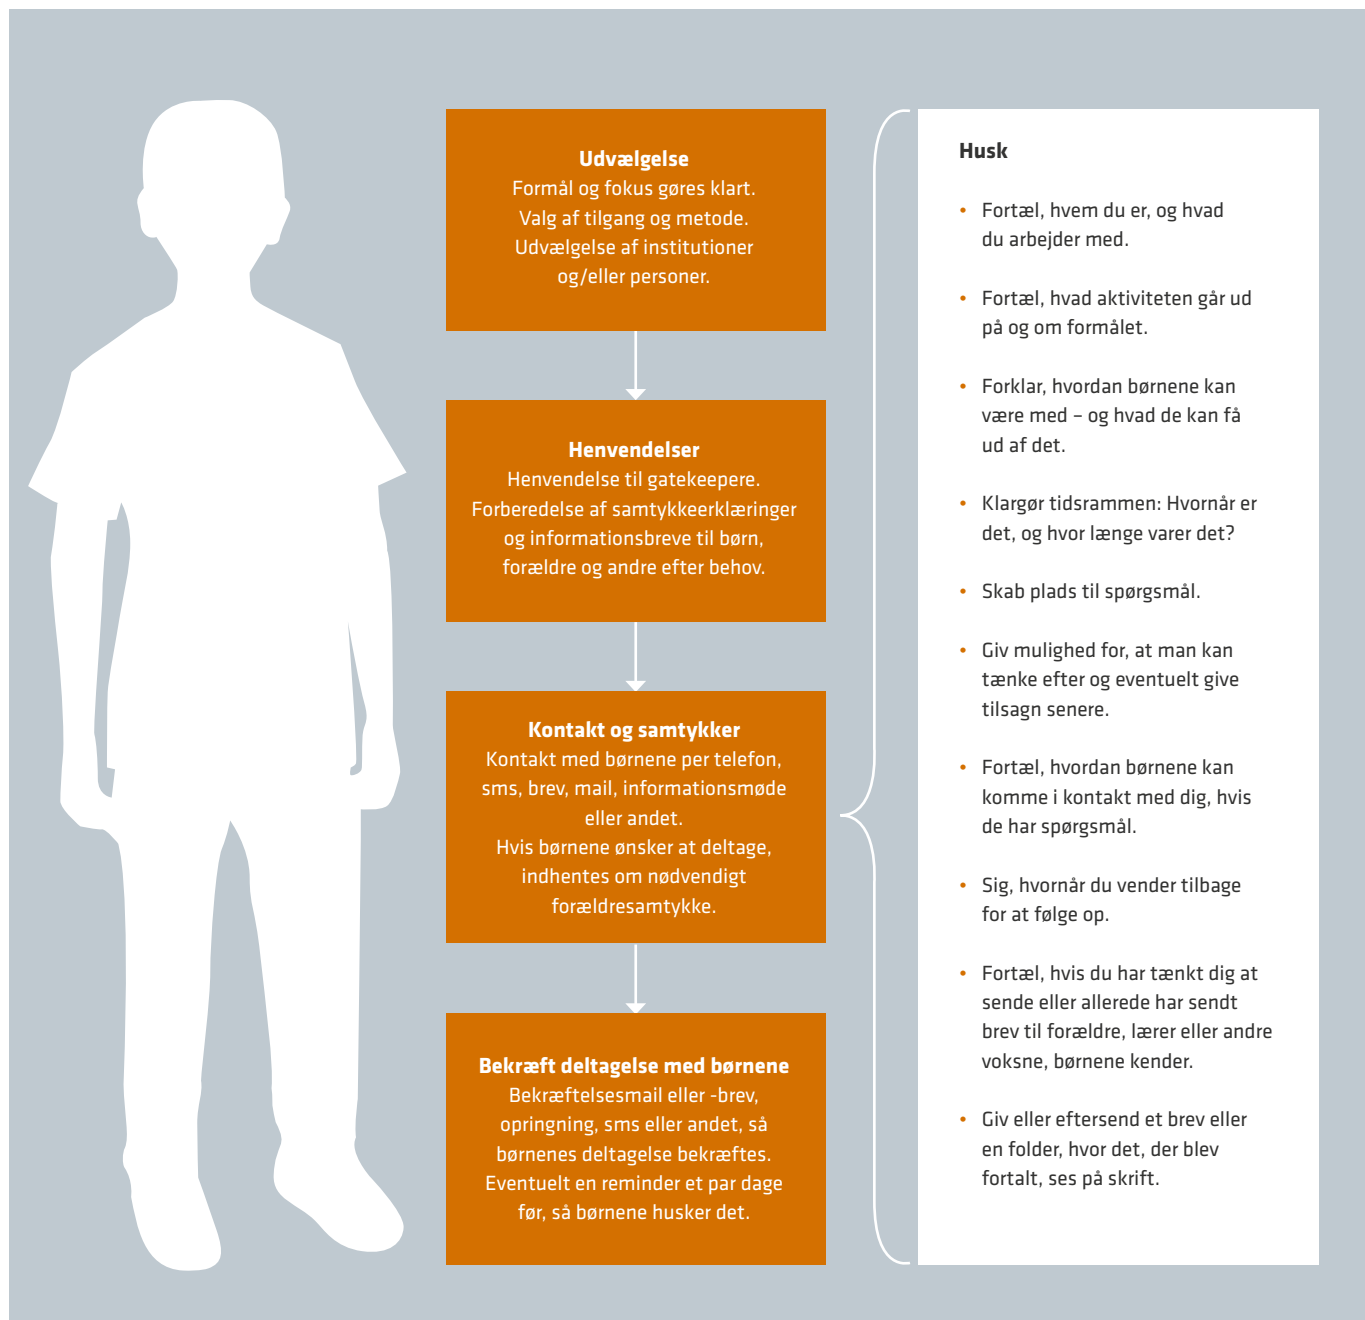 Udvælgelse
Formål og fokus gøres klart.
Valg af tilgang og metode.
Udvælgelse af institutioner
og/eller personer.
Henvendelser
Henvendelse til gatekeepere.
Forberedelse af samtykkeerklæringer
og informationsbreve til børn,
forældre og andre efter behov.
Kontakt og samtykker
Kontakt med børnene per telefon,
sms, brev, mail, informationsmøde
eller andet.
Hvis børnene ønsker at deltage,
indhentes om nødvendigt
forældresamtykke.
Bekræft deltagelse med børnene
Bekræftelsesmail eller -brev,
opringning, sms eller andet, så
børnenes deltagelse bekræftes.
Eventuelt en reminder et par dage
før, så børnene husker det.
Husk
• Fortæl, hvem du er, og hvad
du arbejder med.
• Fortæl, hvad aktiviteten går ud
på og om formålet.
• Forklar, hvordan børnene kan
være med – og hvad de kan få
ud af det.
• Klargør tidsrammen: Hvornår er
det, og hvor længe varer det?
• Skab plads til spørgsmål.
• Giv mulighed for, at man kan
tænke efter og eventuelt give
tilsagn senere.
• Fortæl, hvordan børnene kan
komme i kontakt med dig, hvis
de har spørgsmål.
• Sig, hvornår du vender tilbage
for at følge op.
• Fortæl, hvis du har tænkt dig at
sende eller allerede har sendt
brev til forældre, lærer eller andre
voksne, børnene kender.
• Giv eller eftersend et brev eller
en folder, hvor det, der blev
fortalt, ses på skrift.